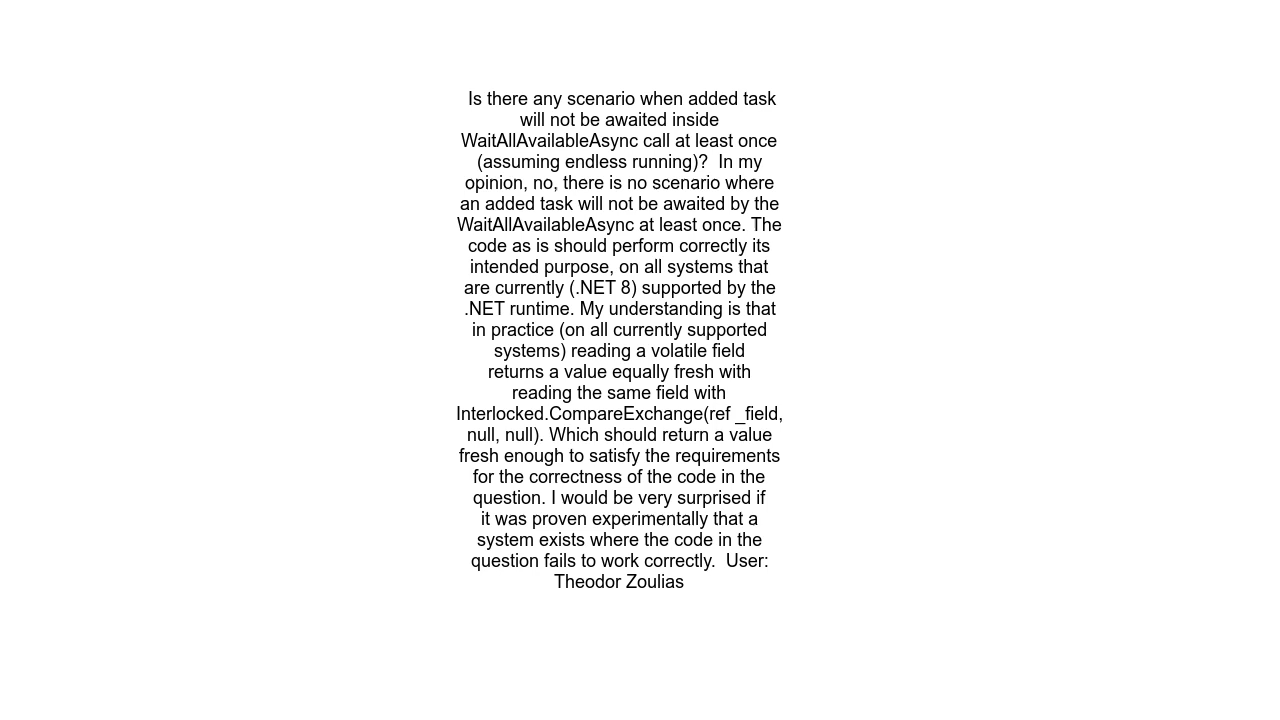 Is there any scenario when added task
will not be awaited inside
WaitAllAvailableAsync call at least once
(assuming endless running)?  In my
opinion, no, there is no scenario where
an added task will not be awaited by the
WaitAllAvailableAsync at least once. The
code as is should perform correctly its
intended purpose, on all systems that
are currently (.NET 8) supported by the
.NET runtime. My understanding is that
in practice (on all currently supported
systems) reading a volatile field
returns a value equally fresh with
reading the same field with
Interlocked.CompareExchange(ref _field,
null, null). Which should return a value
fresh enough to satisfy the requirements
for the correctness of the code in the
question. I would be very surprised if
it was proven experimentally that a
system exists where the code in the
question fails to work correctly.  User:
Theodor Zoulias